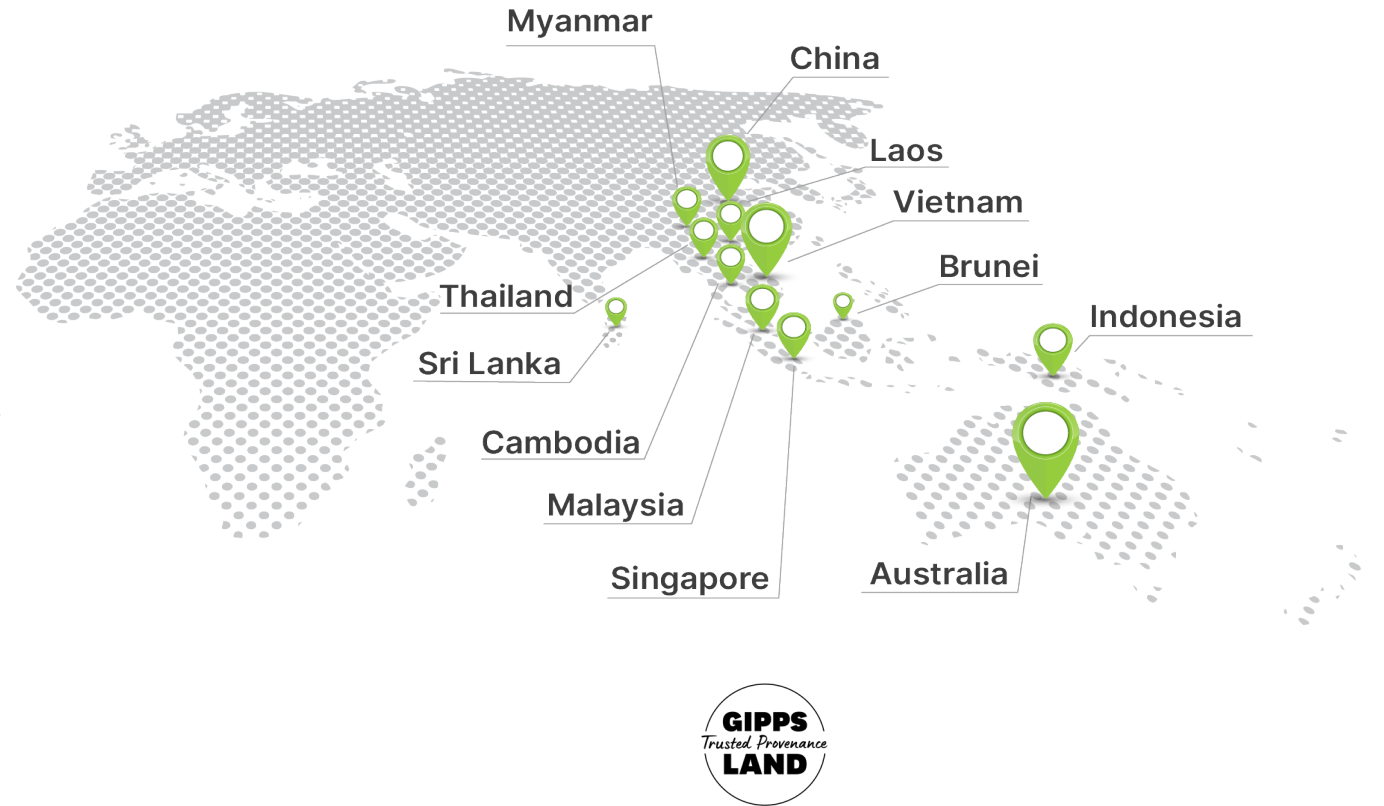 Myanmar
China
Laos
Vietnam
Brunei
Thailand
Indonesia
Sri Lanka
Cambodia
Malaysia
Singapore
Australia
GIPPS
Trusted Provenance
LAND